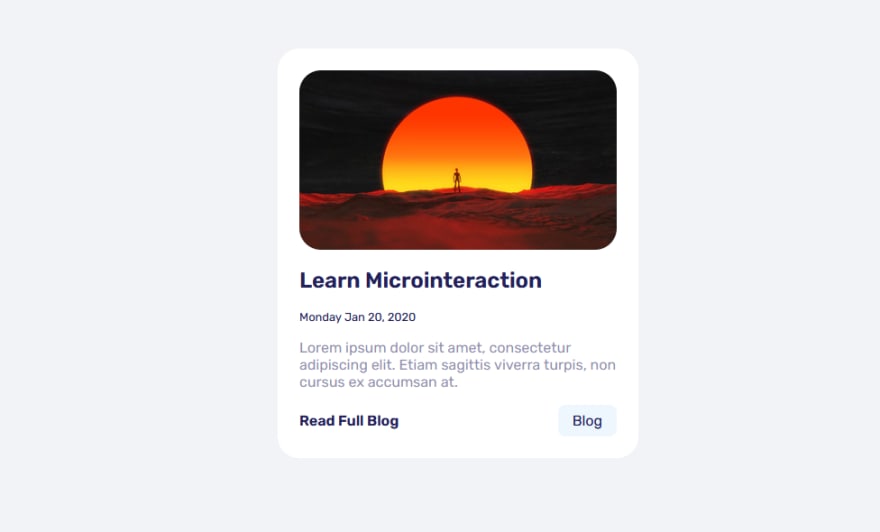 Learn Microinteraction
Monday Jan 20, 2020
Lorem ipsum dolor sit amet, consectetur
adipiscing elit. Etiam sagittis viverra turpis, non
cursus ex accumsan at.
Read Full Blog
Blog